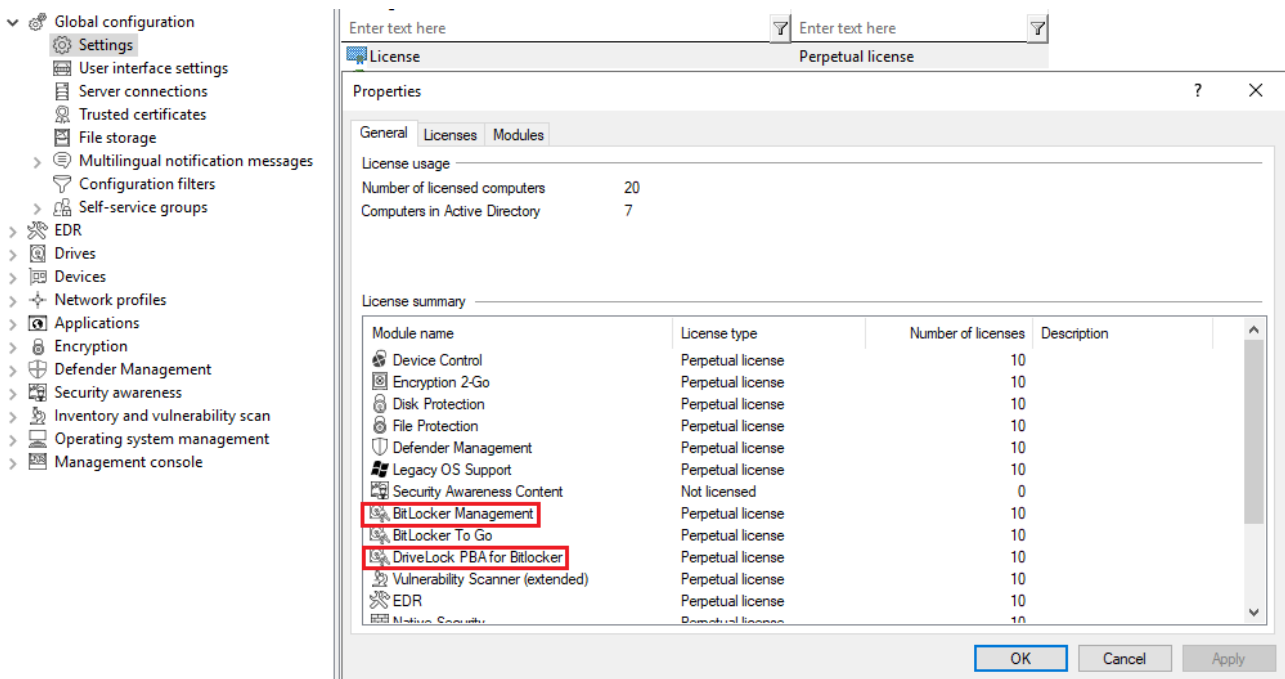 Global configuration
Settings
User interface settings
Server connections
Trusted certificates
File storage
Multilingual notification messages
Configuration filters
Self-service groups
EDR
Drives
Devices
Network profiles
Applications
Encryption
Defender Management
Security awareness
Inventory and vulnerability scan
Operating system management
Management console
Enter text here Enter text here
License Perpetual license
Properties ?
General Licenses Modules
License usage
Number of licensed computers 20
Computers in Active Directory 7
License summary
Module name License type Number of licenses Description
Device Control Perpetual license 10
Encryption 2-Go Perpetual license 10
Disk Protection Perpetual license 10
File Protection Perpetual license 10
Defender Management Perpetual license 10
Legacy OS Support Perpetual license 10
Security Awareness Content Not licensed 0
BitLocker Management Perpetual license 10
BitLocker To Go Perpetual license 10
DriveLock PBA for Bitlocker Perpetual license 10
Vulnerability Scanner (extended) Perpetual license 10
EDR Perpetual license 10
Native Security Perpetual license 10
OK Cancel Apply